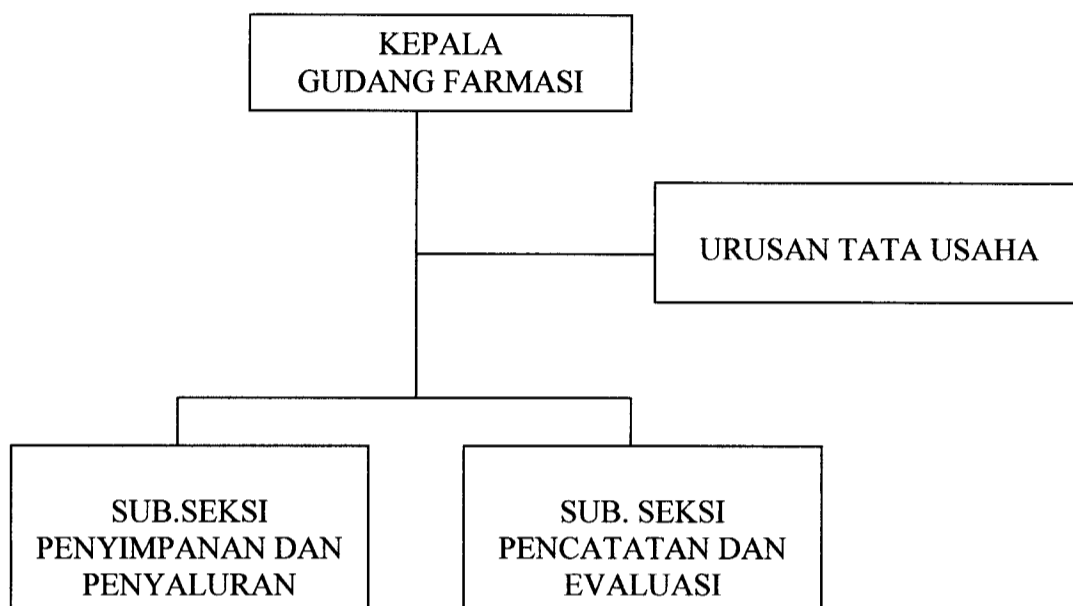 KEPALA
GUDANG FARMASI
URUSAN TATA USAHA
SUB.SEKSI
PENYIMPANAN DAN
PENYALURAN
SUB. SEKSI
PENCATATAN DAN
EVALUASI